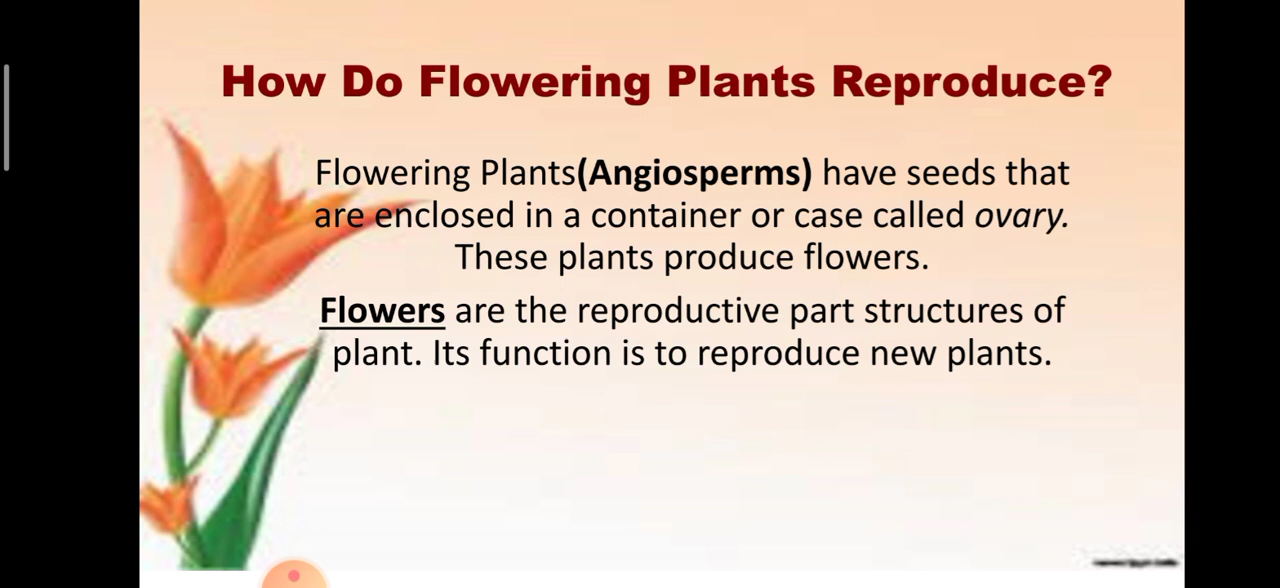 How Do Flowering Plants Reproduce?
Flowering Plants(Angiosperms) have seeds that
are enclosed in a container or case called ovary.
These plants produce flowers.
Flowers are the reproductive part structures of
plant. Its function is to reproduce new plants.